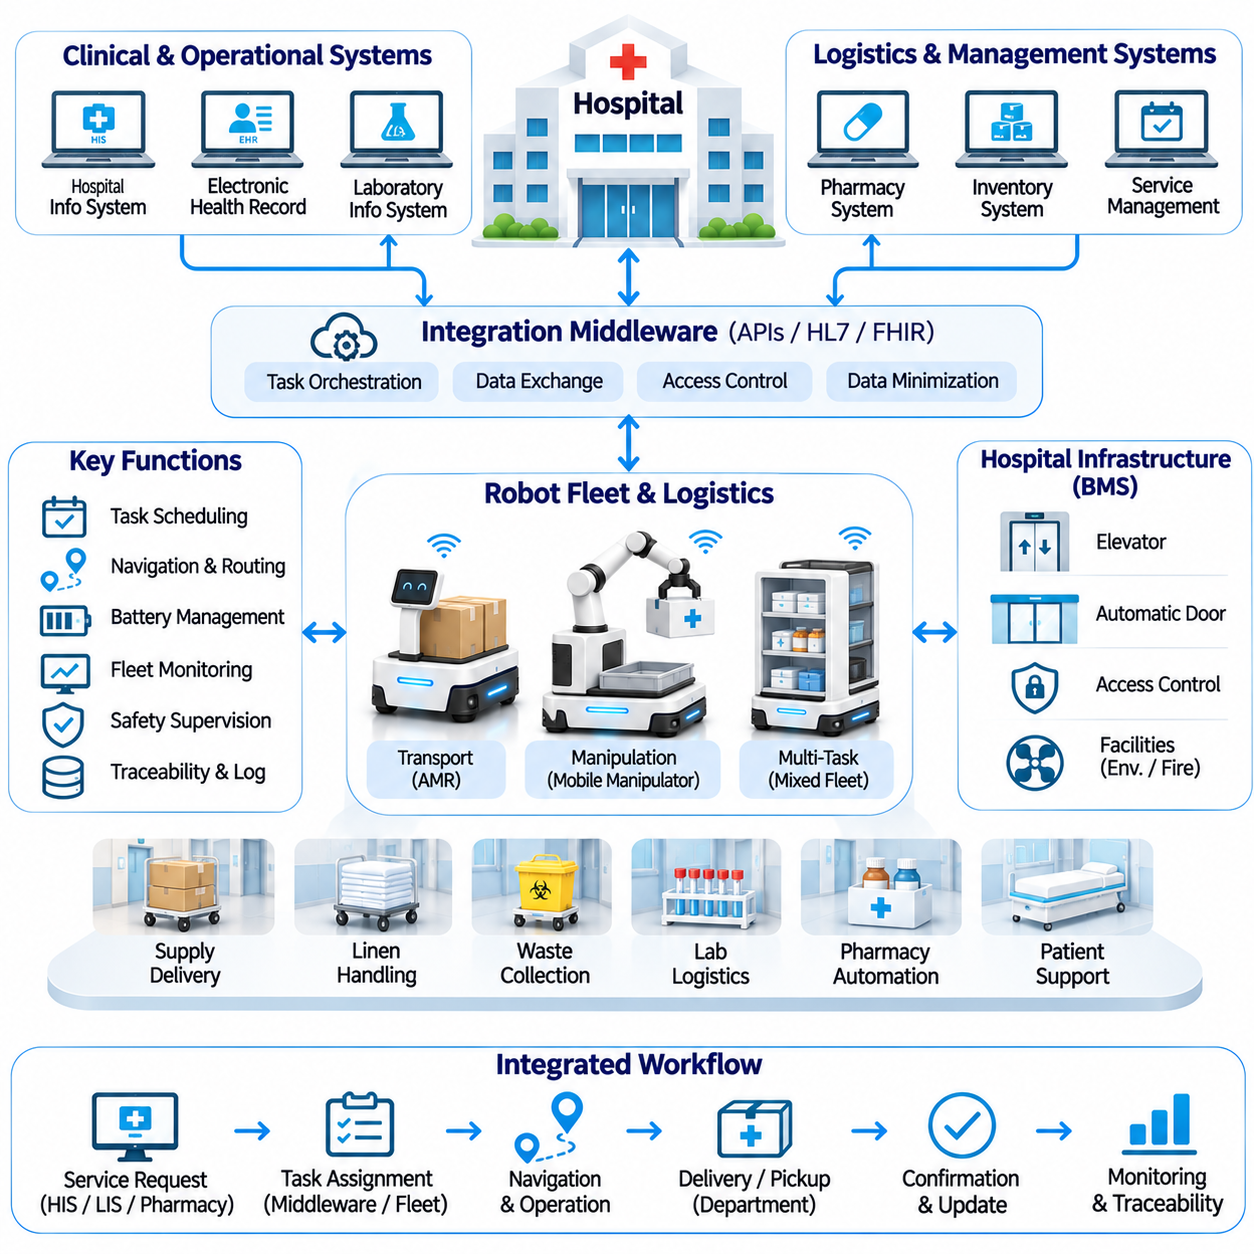 Clinical & Operational Systems
HIS
EHR
Hospital
Info System
Electronic
Health Record
Laboratory
Info System
Hospital
Logistics & Management Systems
Pharmacy
System
Inventory
System
Service
Management
Integration Middleware (APIs / HL7 / FHIR)
Task Orchestration
Data Exchange
Access Control
Data Minimization
Key Functions
Task Scheduling
Navigation & Routing
Battery Management
Fleet Monitoring
Safety Supervision
Traceability & Log
Robot Fleet & Logistics
Transport
(AMR)
Manipulation
(Mobile Manipulator)
Multi-Task
(Mixed Fleet)
Hospital Infrastructure
(BMS)
Elevator
Automatic Door
Access Control
Facilities
(Env. / Fire)
Supply
Delivery
Linen
Handling
Waste
Collection
Lab
Logistics
Pharmacy
Automation
Patient
Support
Integrated Workflow
Service Request
(HIS / LIS / Pharmacy)
Task Assignment
(Middleware / Fleet)
Navigation
& Operation
Delivery / Pickup
(Department)
Confirmation
& Update
Monitoring
& Traceability